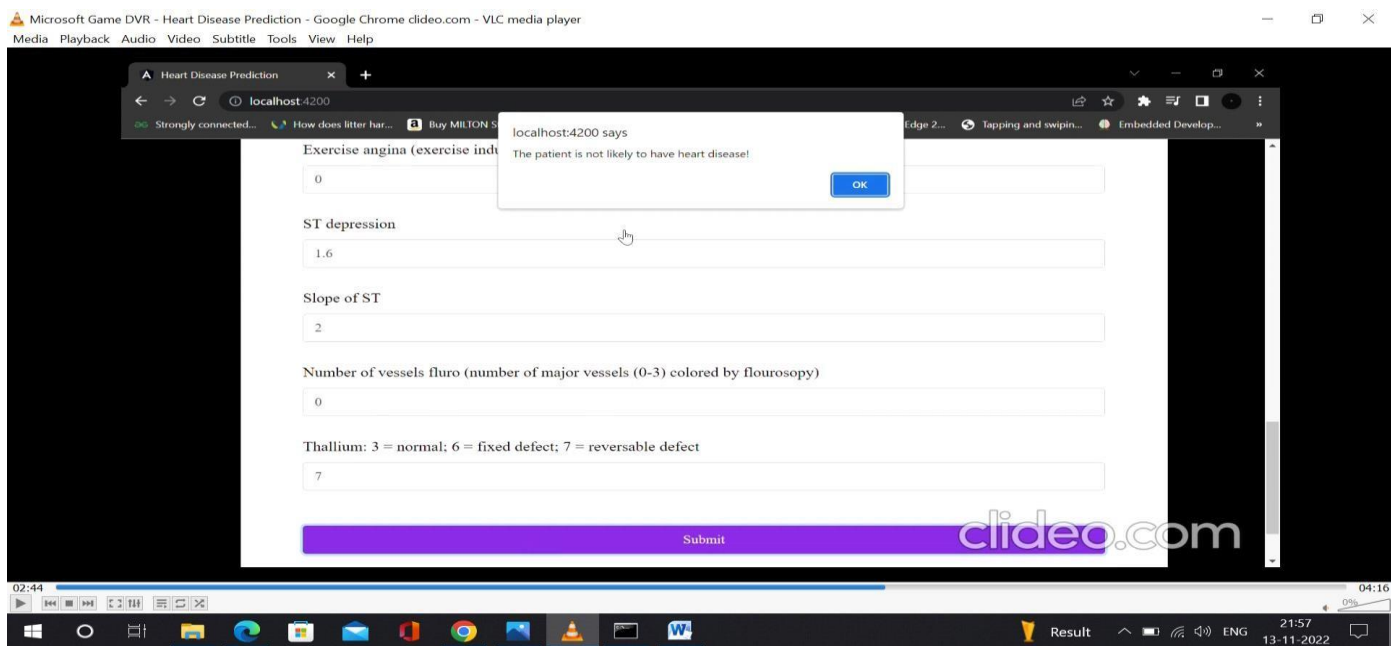 Microsoft Game DVR - Heart Disease Prediction - Google Chrome clideo.com - VLC media player
Media Playback Audio Video Subtitle Tools View Help
Heart Disease Prediction
localhost:4200
Strongly connected... How does litter har... Buy MILTON S Edge 2... Tapping and swipin... Embedded Develop... »
localhost:4200 says
The patient is not likely to have heart disease!
OK
Exercise angina (exercise indu
0
ST depression
1.6
Slope of ST
2
Number of vessels fluro (number of major vessels (0-3) colored by flourosopy)
0
Thallium: 3 = normal; 6 = fixed defect; 7 = reversable defect
7
Submit
clideo.com
02:44 04:16
0%
Result ENG 21:57
13-11-2022